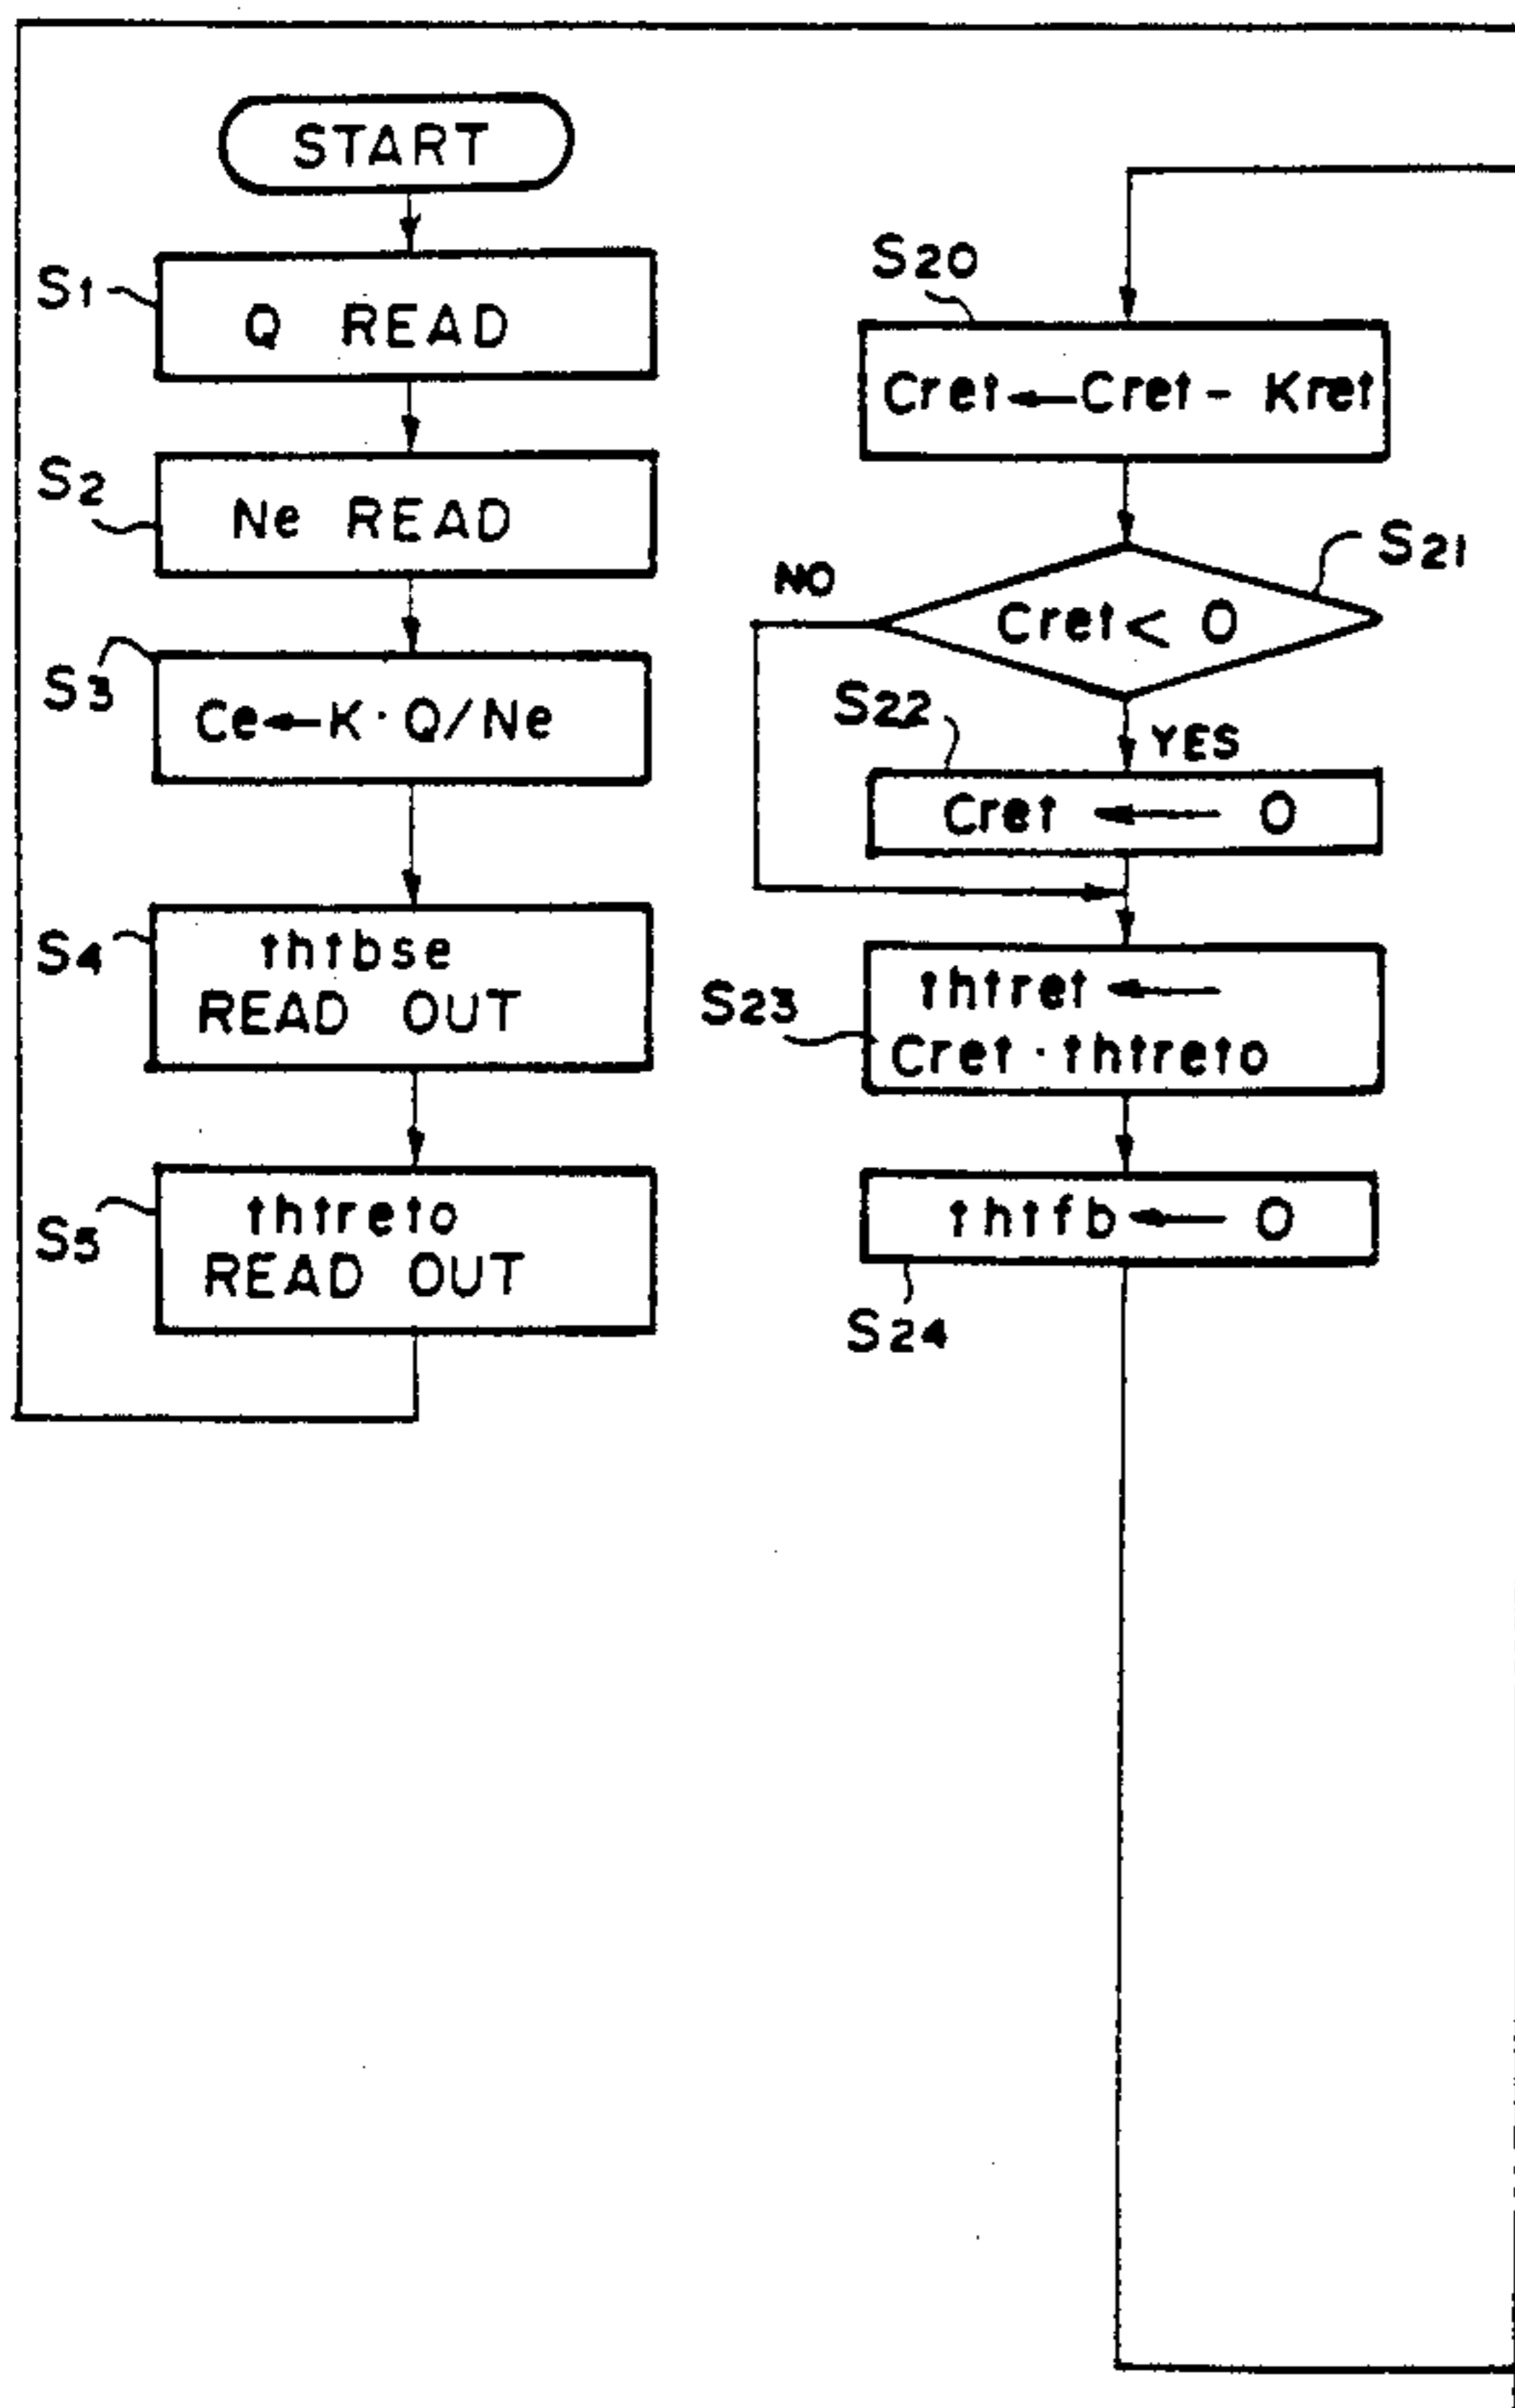 START
S1
Q READ
S2
Ne READ
S3
Ce←K·Q/Ne
S4
thtbse
READ OUT
S5
thtreto
READ OUT
S20
Cret←Cret- Kret
S21
NO
Cret< 0
S22
YES
Cret ← 0
S23
thtret ←
Cret·thtreto
thtfb← 0
S24